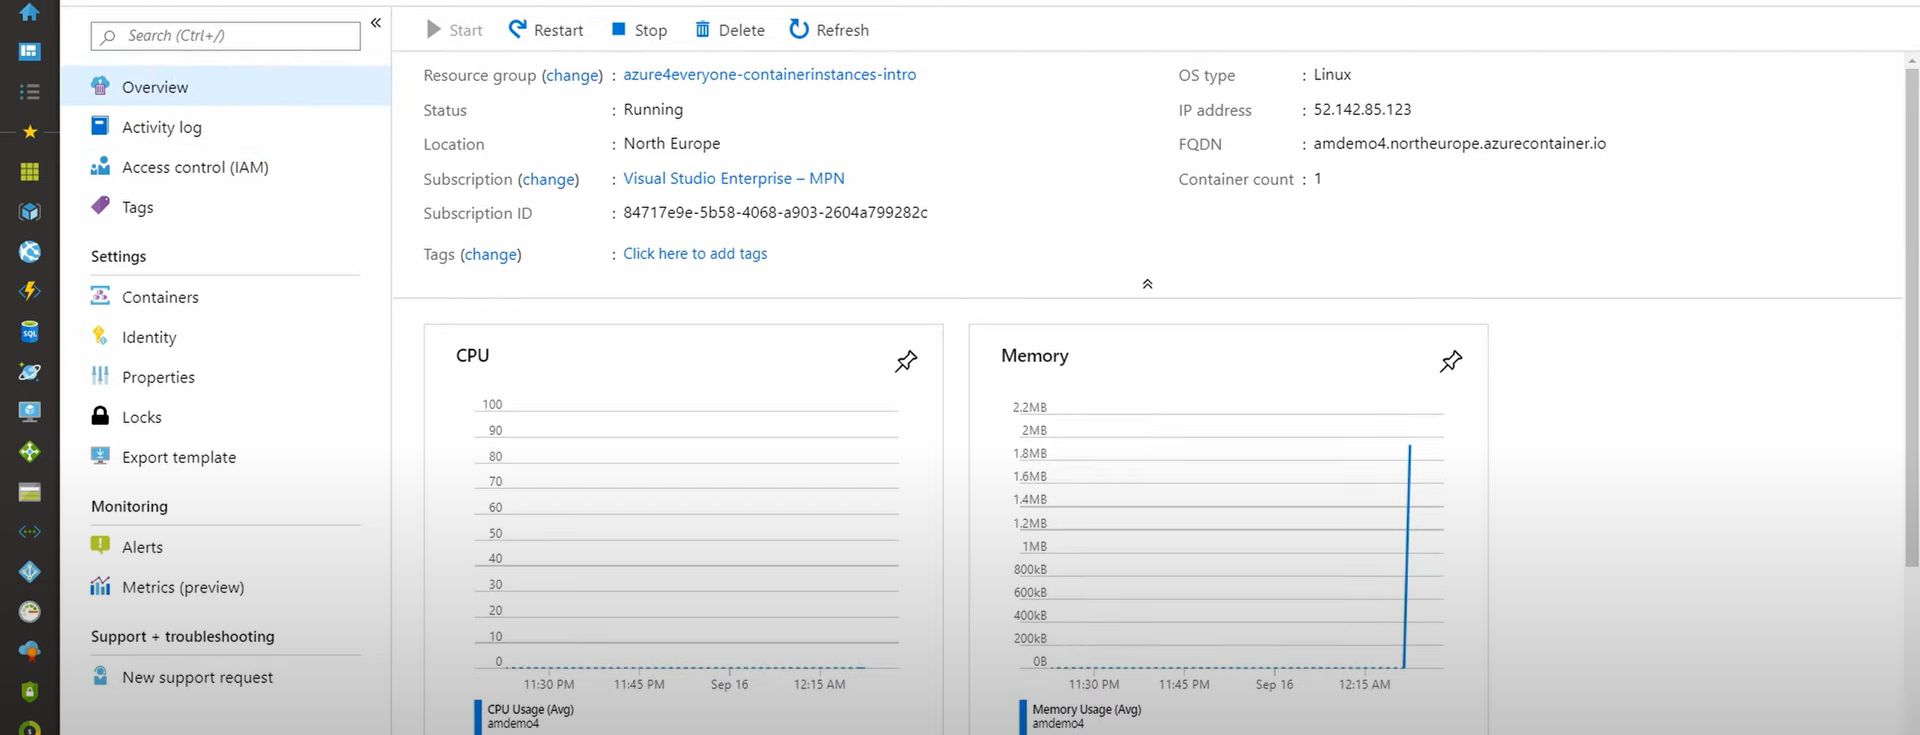 Search (Ctrl+/)
«
Start
Restart
Stop
Delete
Refresh
Overview
Activity log
Access control (IAM)
Tags
Settings
Containers
Identity
Properties
Locks
Export template
Monitoring
Alerts
Metrics (preview)
Support + troubleshooting
New support request
Resource group (change) : azure4everyone-containerinstances-intro
Status : Running
Location : North Europe
Subscription (change) : Visual Studio Enterprise – MPN
Subscription ID : 84717e9e-5b58-4068-a903-2604a799282c
Tags (change) : Click here to add tags
OS type : Linux
IP address : 52.142.85.123
FQDN : amdemo4.northeurope.azurecontainer.io
Container count : 1
CPU
100
90
80
70
60
50
40
30
20
10
0
11:30 PM 11:45 PM Sep 16 12:15 AM
CPU Usage (Avg)
amdemo4
Memory
2.2MB
2MB
1.8MB
1.6MB
1.4MB
1.2MB
1MB
800kB
600kB
400kB
200kB
0B
11:30 PM 11:45 PM Sep 16 12:15 AM
Memory Usage (Avg)
amdemo4
SQL